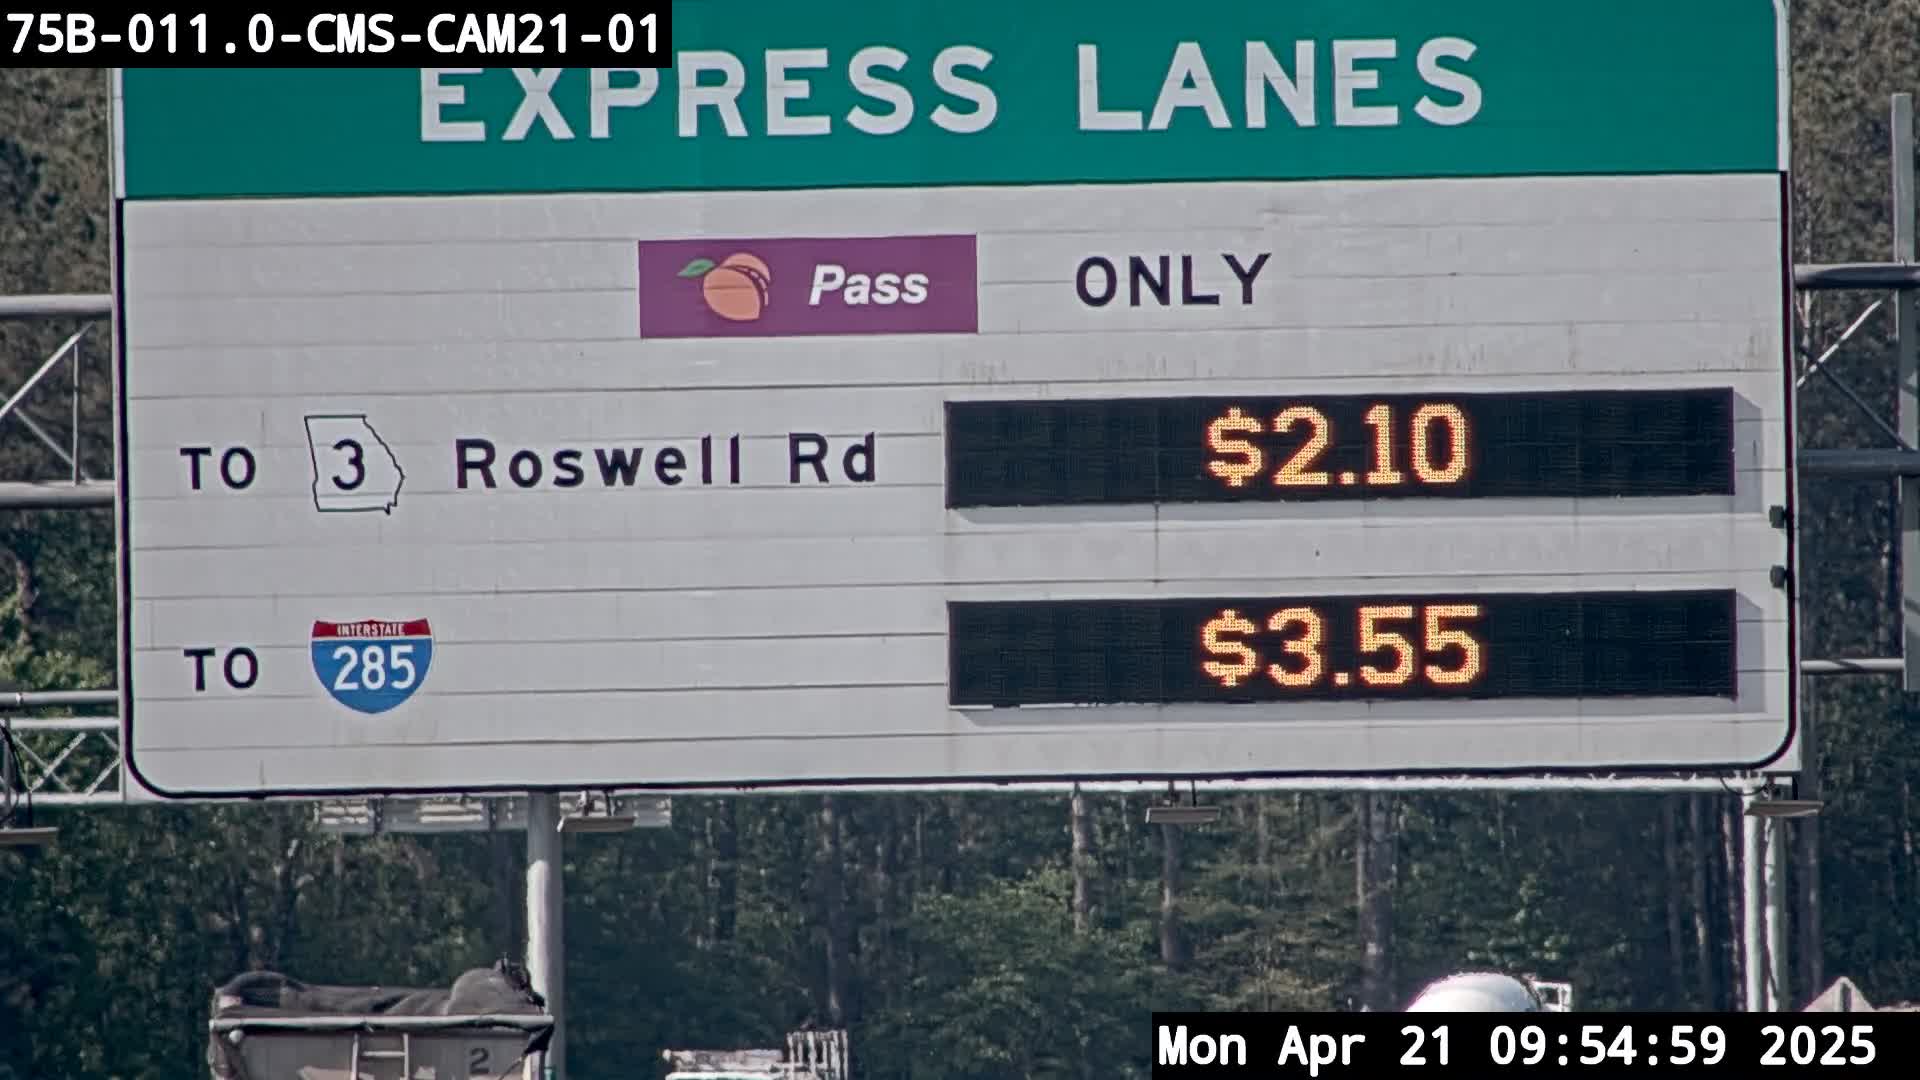 75B-011.0-CMS-CAM21-01
EXPRESS LANES
Pass ONLY
TO 3 Roswell Rd $2.10
INTERSTATE
TO 285 $3.55
2
Mon Apr 21 09:54:59 2025